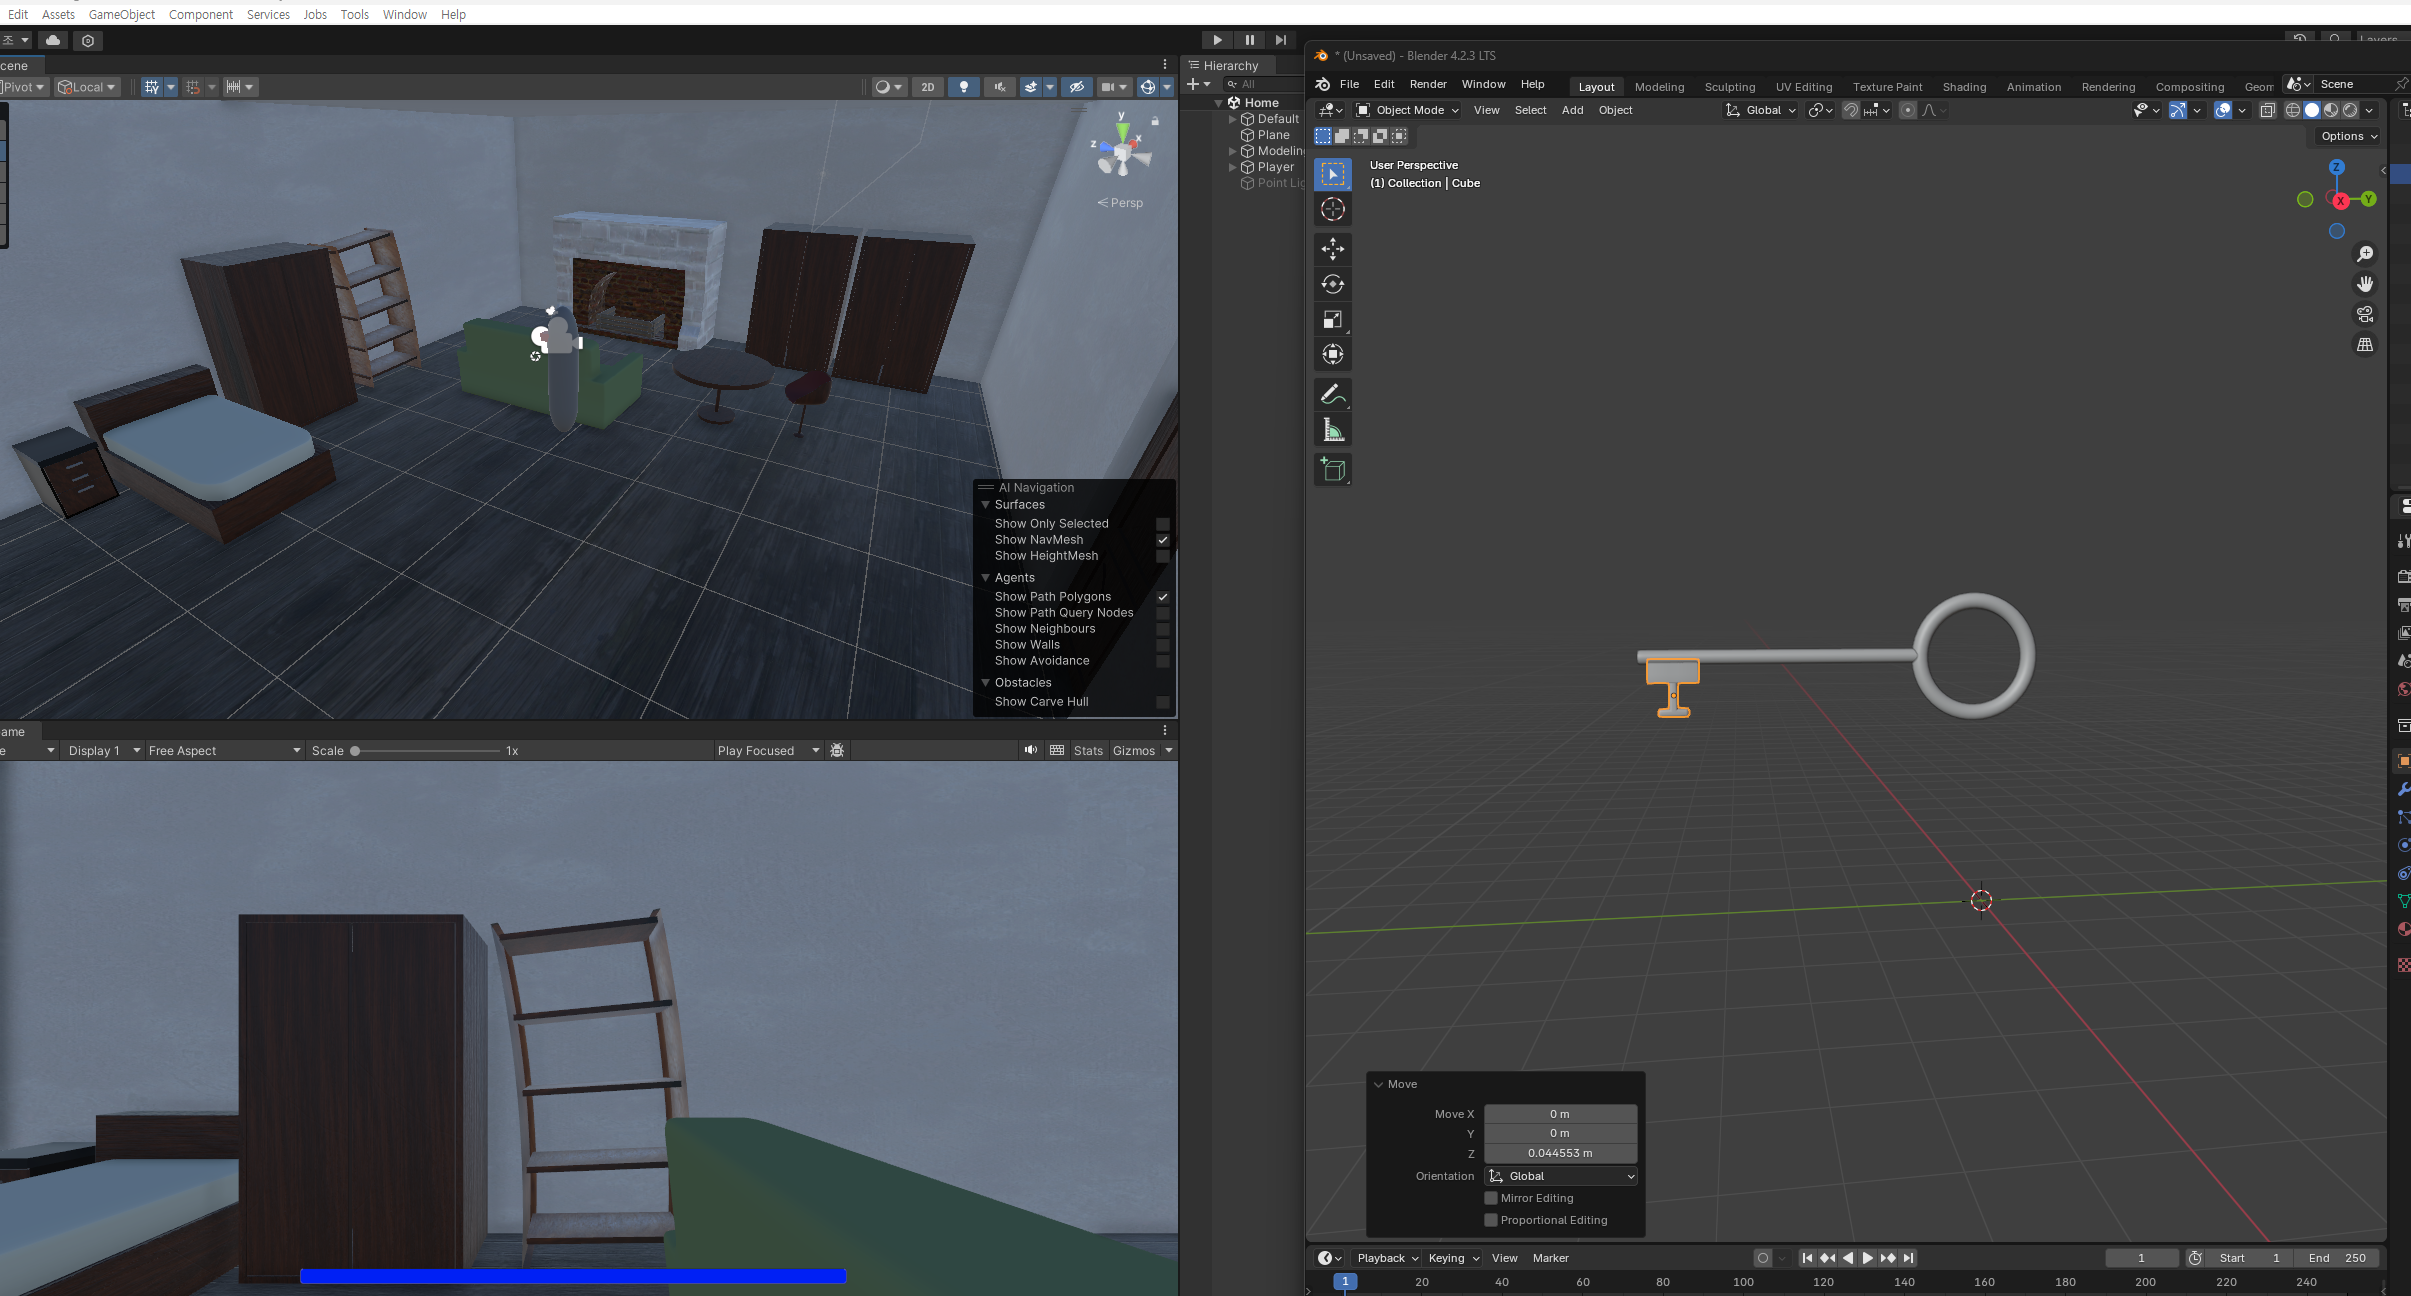 Edit Assets GameObject Component Services Jobs Tools Window Help
조
cene
Pivot Local 2D
y
x
z
Persp
AI Navigation
Surfaces
Show Only Selected
Show NavMesh
Show HeightMesh
Agents
Show Path Polygons
Show Path Query Nodes
Show Neighbours
Show Walls
Show Avoidance
Obstacles
Show Carve Hull
ame
e Display 1 Free Aspect Scale 1x Play Focused Stats Gizmos
Hierarchy
All
Home
Default
Plane
Modeling
Player
Point Lig
Layers
* (Unsaved) - Blender 4.2.3 LTS
File Edit Render Window Help Layout Modeling Sculpting UV Editing Texture Paint Shading Animation Rendering Compositing Geom Scene
Object Mode View Select Add Object Global
Options
User Perspective
(1) Collection | Cube
Z
X Y
Move
Move X 0 m
Y 0 m
Z 0.044553 m
Orientation Global
Mirror Editing
Proportional Editing
Playback Keying View Marker 1 Start 1 End 250
1 20 40 60 80 100 120 140 160 180 200 220 240